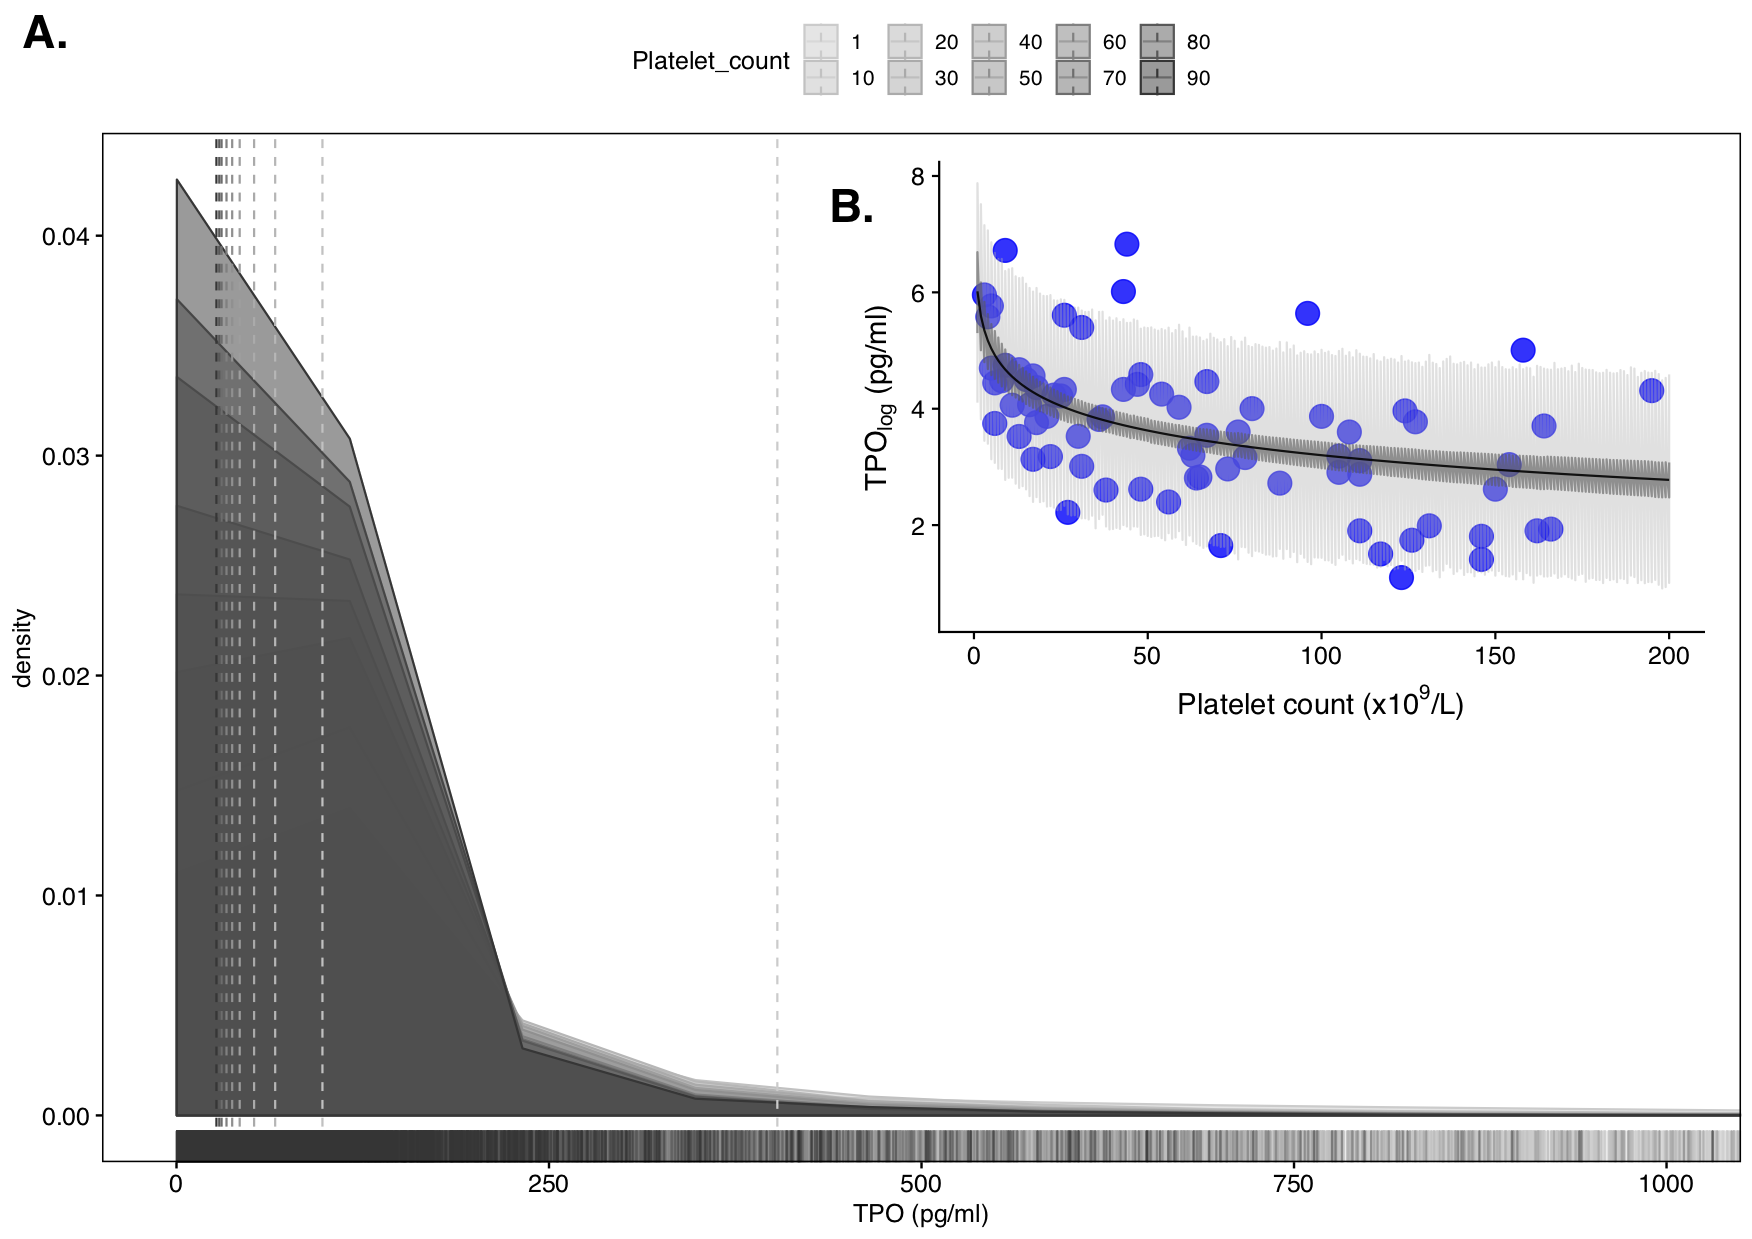 A.
Platelet_count
1 20 40 60 80
10 30 50 70 90
B.
0.04
0.03
0.02
0.01
0.00
density
0 250 500 750 1000
TPO (pg/ml)
8
6
4
2
TPOlog (pg/ml)
0 50 100 150 200
Platelet count (x10⁹/L)